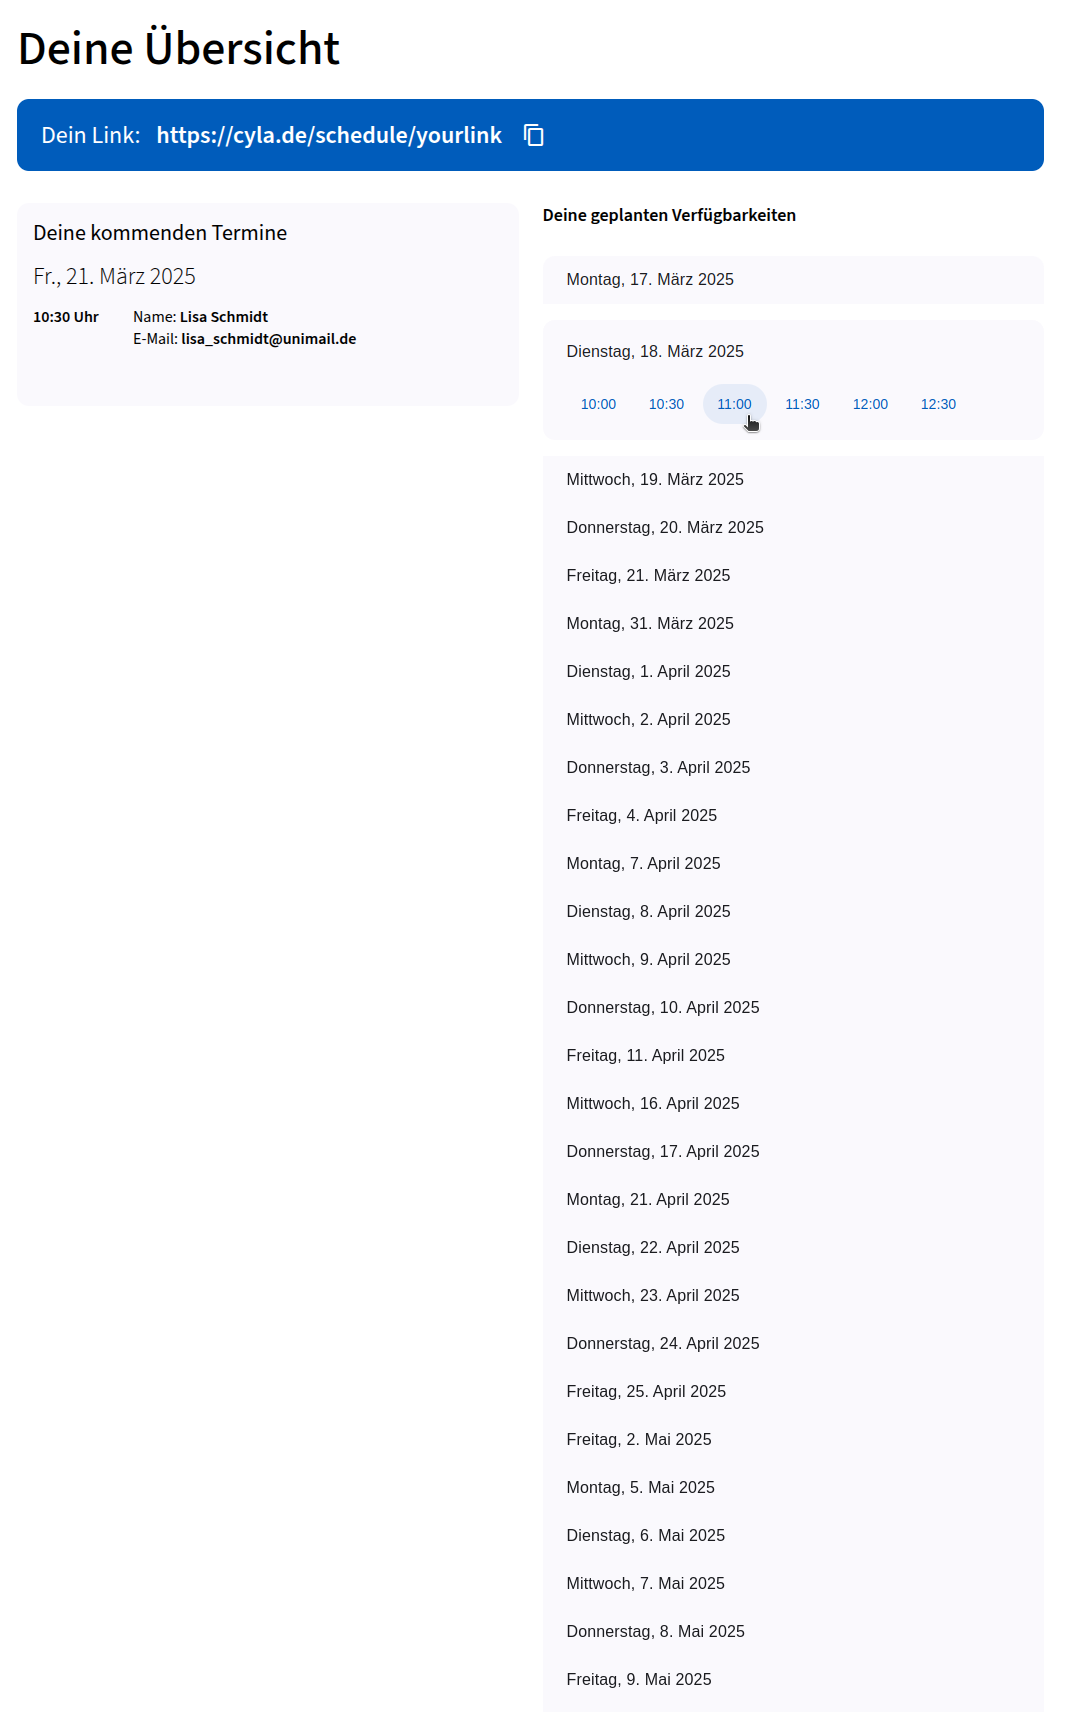 Deine Übersicht
Dein Link: https://cyla.de/schedule/yourlink
Deine kommenden Termine
Fr., 21. März 2025
10:30 Uhr Name: Lisa Schmidt
E-Mail: lisa_schmidt@unimail.de
Deine geplanten Verfügbarkeiten
Montag, 17. März 2025
Dienstag, 18. März 2025
10:00 10:30 11:00 11:30 12:00 12:30
Mittwoch, 19. März 2025
Donnerstag, 20. März 2025
Freitag, 21. März 2025
Montag, 31. März 2025
Dienstag, 1. April 2025
Mittwoch, 2. April 2025
Donnerstag, 3. April 2025
Freitag, 4. April 2025
Montag, 7. April 2025
Dienstag, 8. April 2025
Mittwoch, 9. April 2025
Donnerstag, 10. April 2025
Freitag, 11. April 2025
Mittwoch, 16. April 2025
Donnerstag, 17. April 2025
Montag, 21. April 2025
Dienstag, 22. April 2025
Mittwoch, 23. April 2025
Donnerstag, 24. April 2025
Freitag, 25. April 2025
Freitag, 2. Mai 2025
Montag, 5. Mai 2025
Dienstag, 6. Mai 2025
Mittwoch, 7. Mai 2025
Donnerstag, 8. Mai 2025
Freitag, 9. Mai 2025